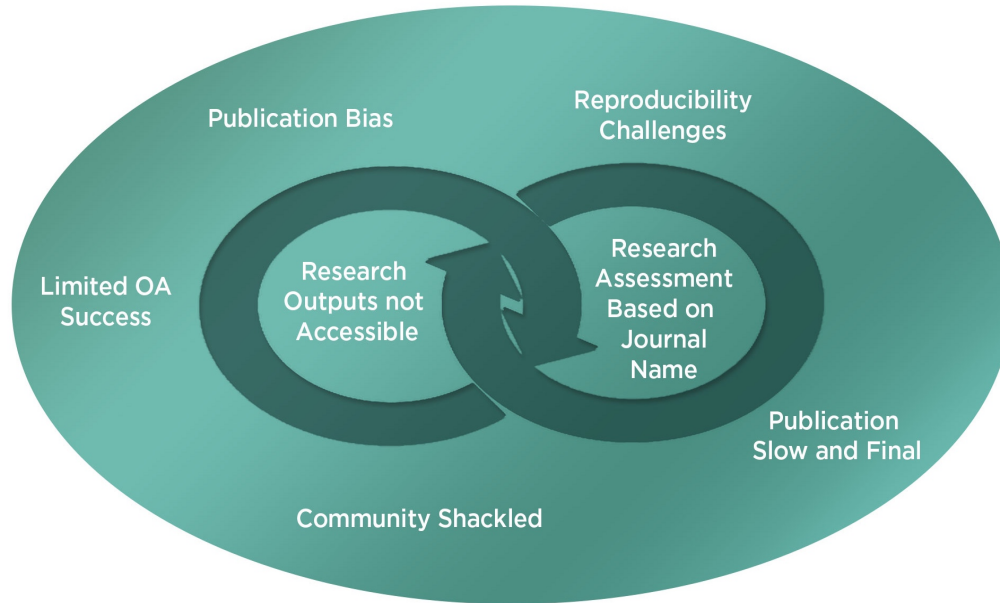 Publication Bias
Reproducibility
Challenges
Limited OA
Success
Research
Outputs not
Accessible
Research
Assessment
Based on
Journal
Name
Publication
Slow and Final
Community Shackled